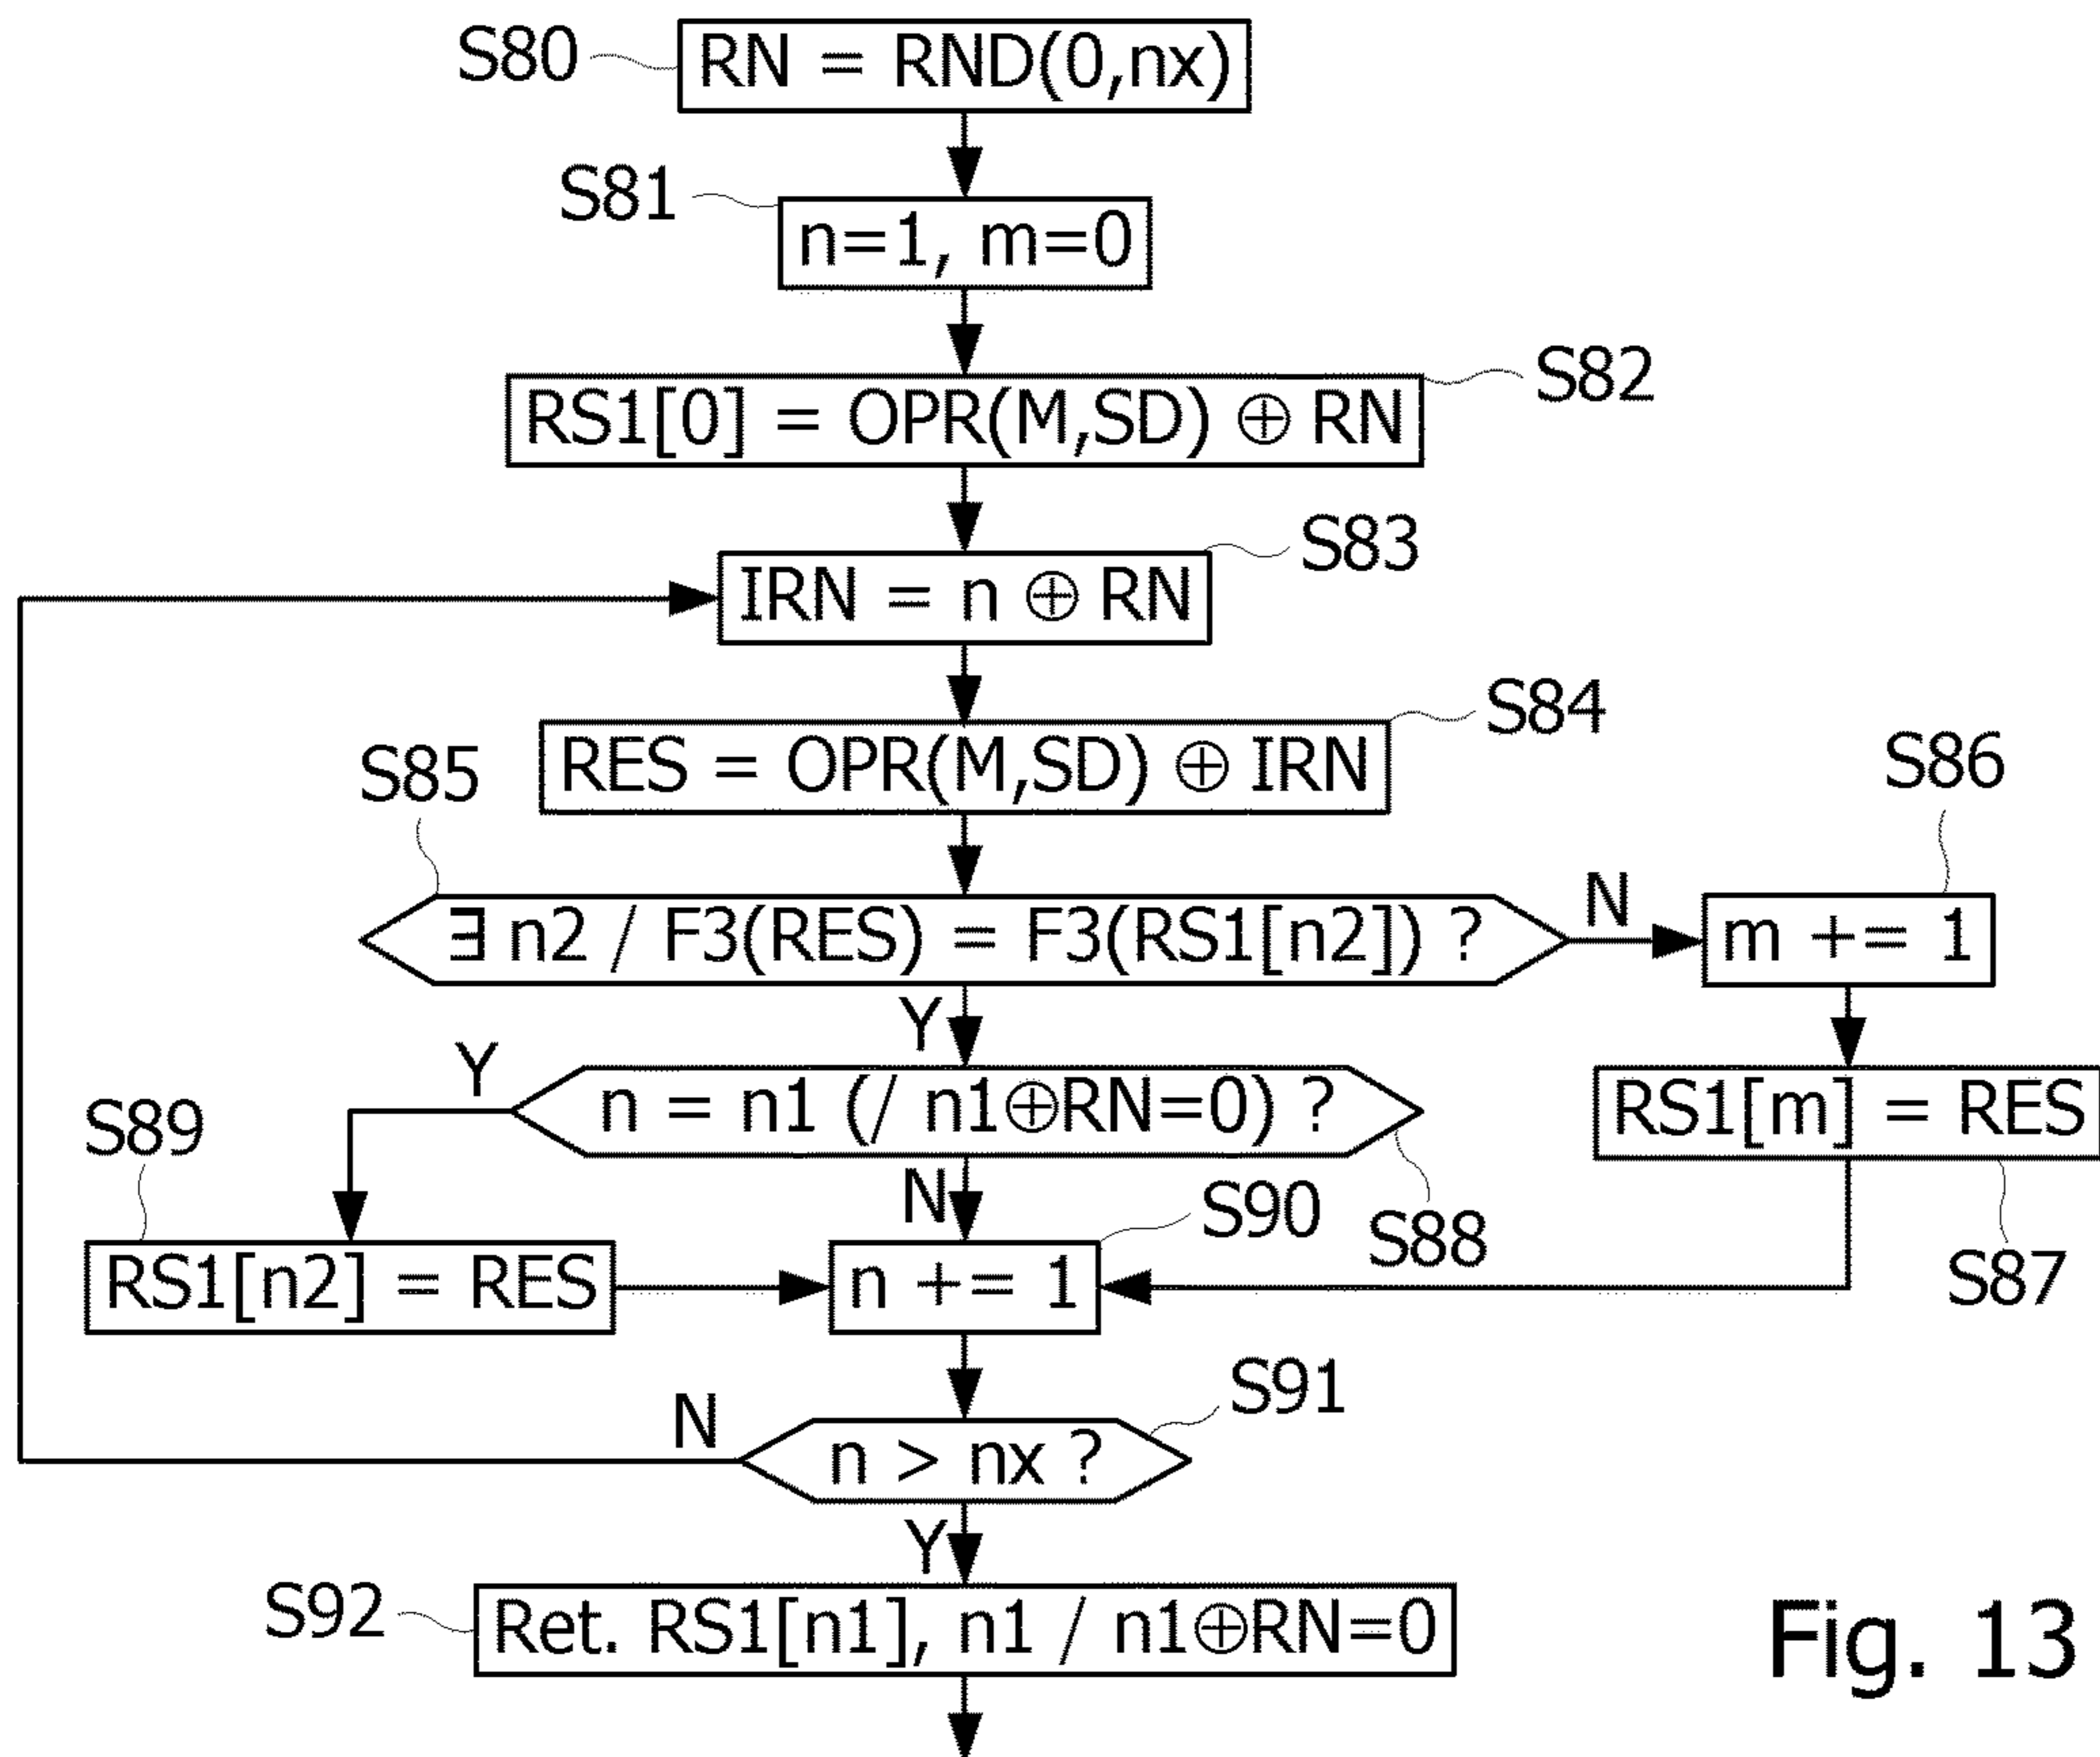 S80
RN = RND(0,nx)
S81
n=1, m=0
S82
RS1[0] = OPR(M,SD) ⊕ RN
S83
IRN = n ⊕ RN
S84
RES = OPR(M,SD) ⊕ IRN
S85
∃ n2 / F3(RES) = F3(RS1[n2]) ?
N
S86
m += 1
Y
Y
n = n1 (/ n1⊕RN=0) ?
RS1[m] = RES
S89
N
S90
S88
S87
RS1[n2] = RES
n += 1
S91
N
n > nx ?
Y
S92
Ret. RS1[n1], n1 / n1⊕RN=0
Fig. 13